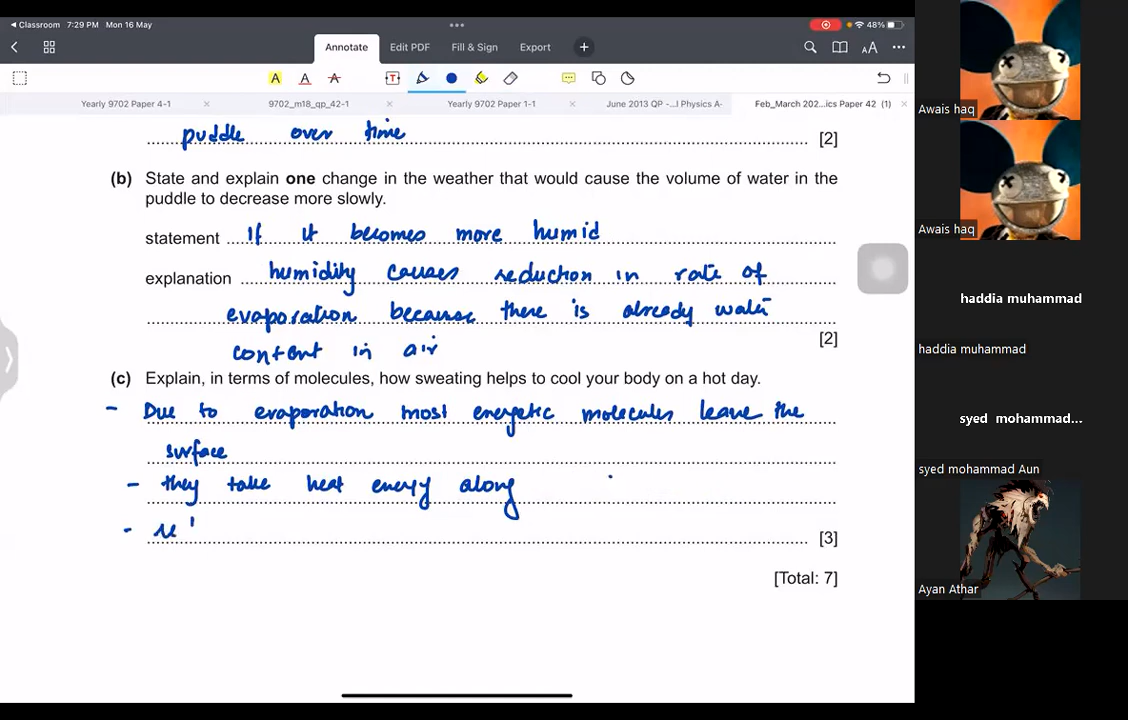 Classroom 7:29 PM Mon 16 May
48%
Annotate Edit PDF Fill & Sign Export
Yearly 9702 Paper 4-1 9702_m18_qp_42-1 Yearly 9702 Paper 1-1 June 2013 QP -...l Physics A- Feb_March 202...ics Paper 42 (1)
puddle over time [2]
(b) State and explain one change in the weather that would cause the volume of water in the
puddle to decrease more slowly.
statement If it becomes more humid
explanation humidity causes reduction in rate of
evaporation because there is already water
[2]
content in air
(c) Explain, in terms of molecules, how sweating helps to cool your body on a hot day.
- Due to evaporation most energetic molecules leave the
surface
- they take heat energy along
[3]
[Total: 7]
Awais haq
Awais haq
haddia muhammad
haddia muhammad
syed mohammad...
syed mohammad Aun
Ayan Athar